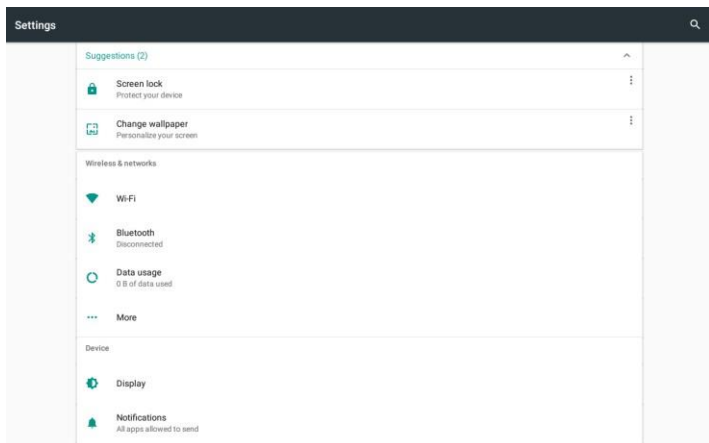 Settings
Suggestions (2)
Screen lock
Protect your device
Change wallpaper
Personalize your screen
Wireless & networks
Wi-Fi
Bluetooth
Disconnected
Data usage
0 B of data used
More
Device
Display
Notifications
All apps allowed to send